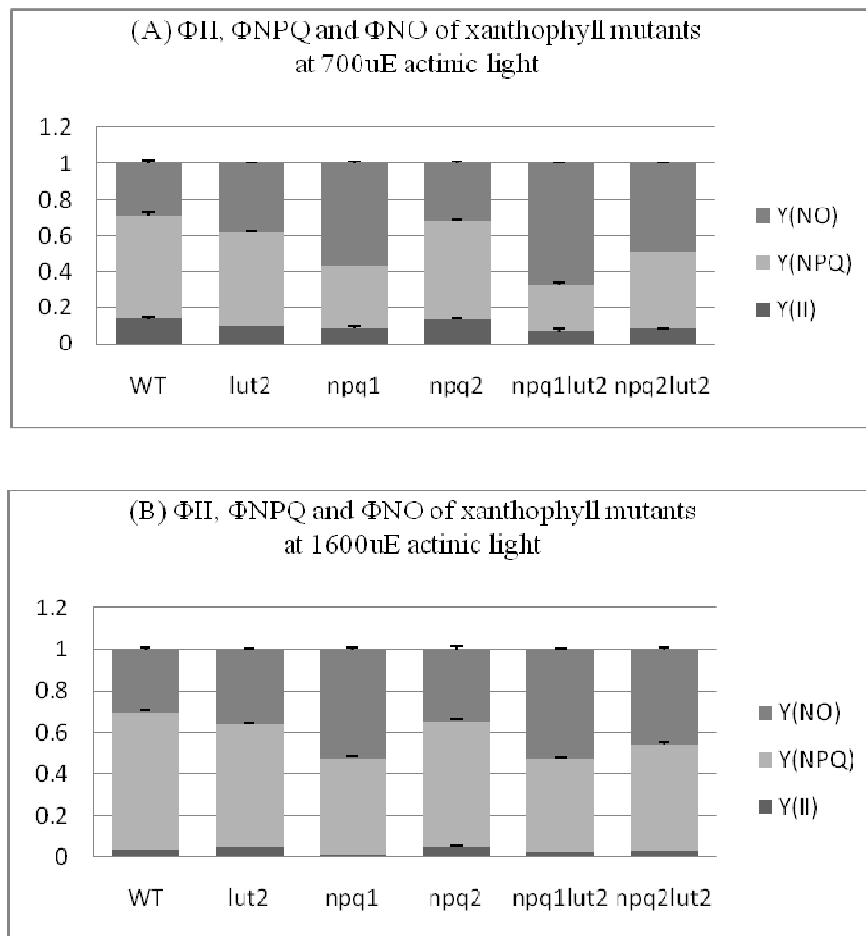 (A) ΦII, ΦNPQ and ΦNO of xanthophyll mutants
at 700uE actinic light
1.2
1
0.8
0.6
0.4
0.2
0
WT lut2 npq1 npq2 npq1lut2 npq2lut2
Y(NO)
Y(NPQ)
Y(II)
(B) ΦII, ΦNPQ and ΦNO of xanthophyll mutants
at 1600uE actinic light
1.2
1
0.8
0.6
0.4
0.2
0
WT lut2 npq1 npq2 npq1lut2 npq2lut2
Y(NO)
Y(NPQ)
Y(II)